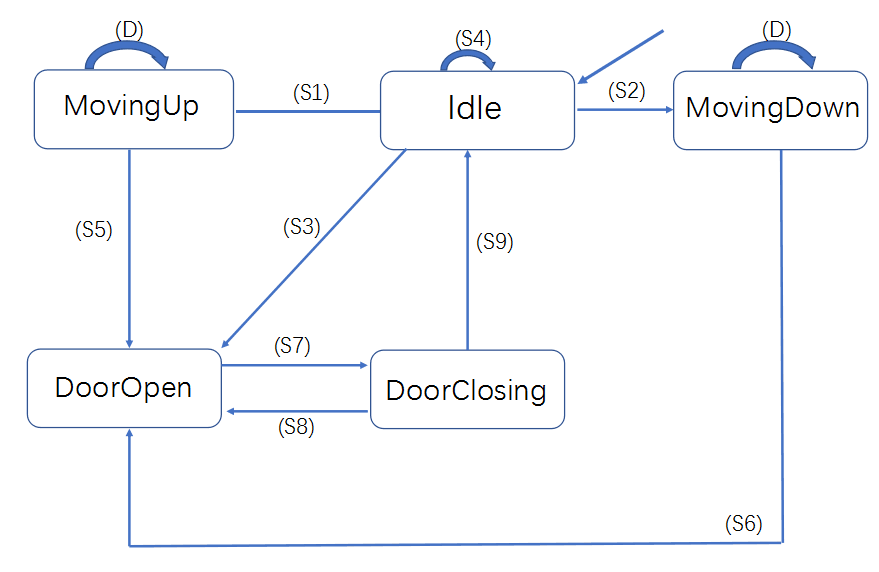 (D)
(S4)
(D)
MovingUp
(S1)
Idle
(S2)
MovingDown
(S5)
(S3)
(S9)
(S7)
DoorOpen
DoorClosing
(S8)
(S6)